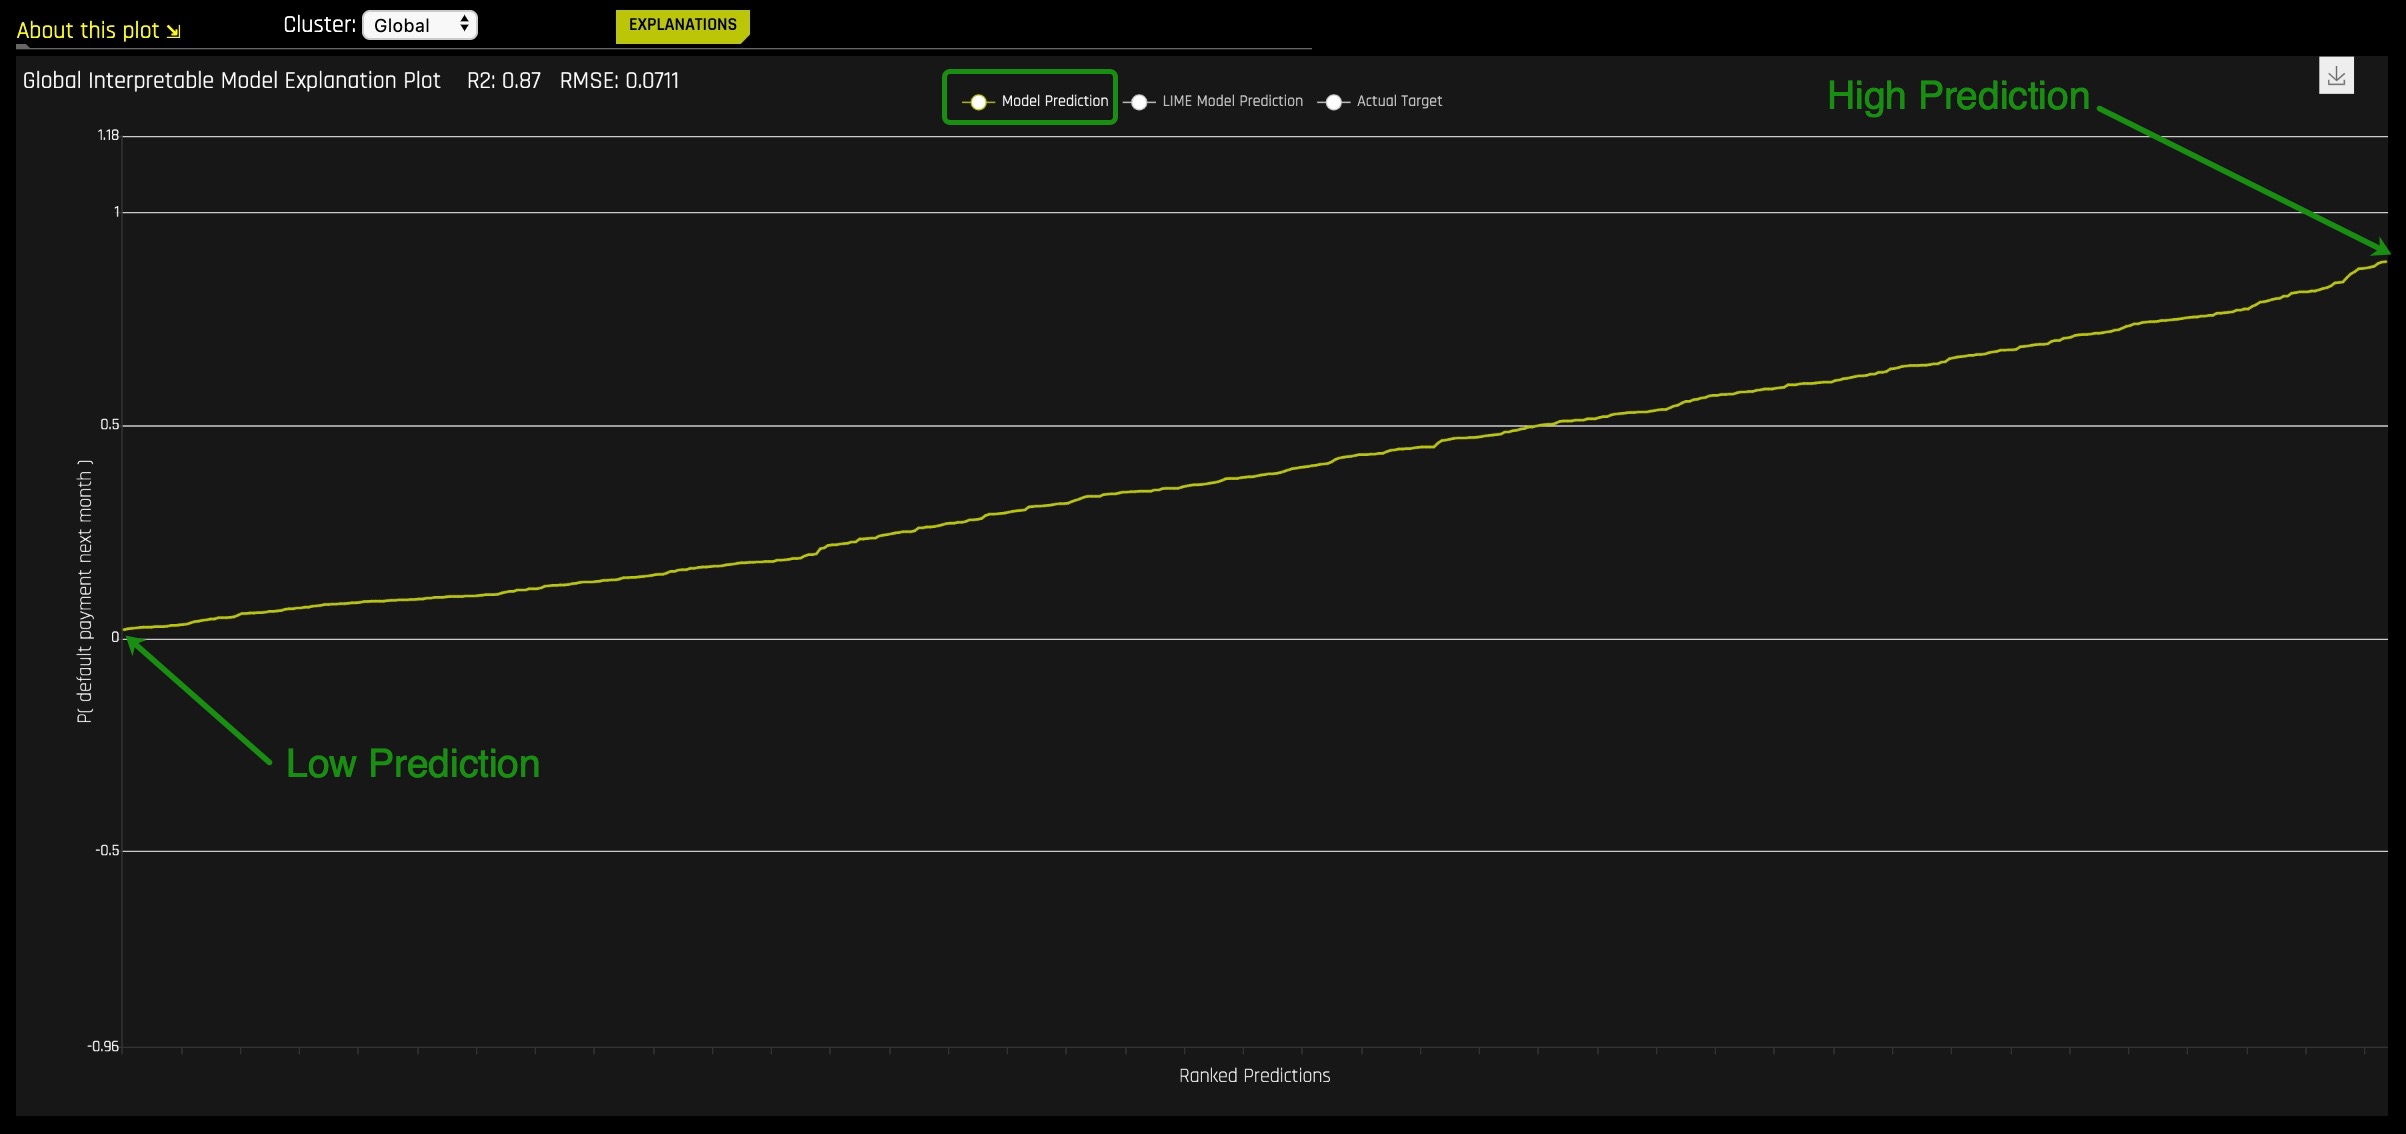 About this plot
Cluster: Global
EXPLANATIONS
Global Interpretable Model Explanation Plot R2: 0.87 RMSE: 0.0711
Model Prediction LIME Model Prediction Actual Target
High Prediction
1.18
1
0.5
0
-0.5
-0.96
P( default payment next month )
Low Prediction
Ranked Predictions